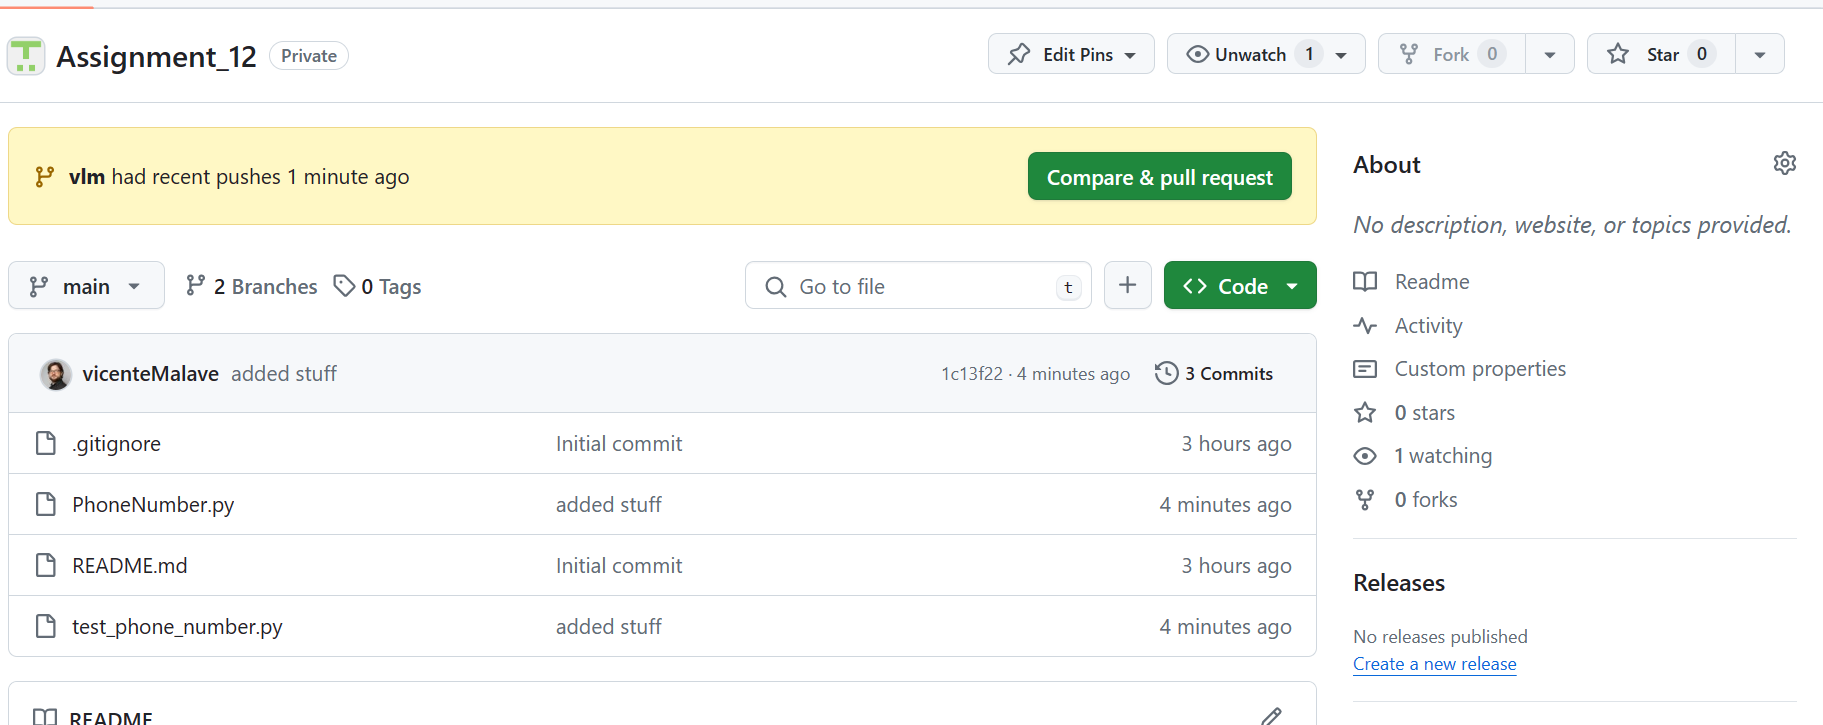 Assignment_12 Private Edit Pins Unwatch 1 Fork 0 Star 0
vlm had recent pushes 1 minute ago Compare & pull request
main 2 Branches 0 Tags Go to file t + <> Code
vicenteMalave added stuff 1c13f22 · 4 minutes ago 3 Commits
.gitignore Initial commit 3 hours ago
PhoneNumber.py added stuff 4 minutes ago
README.md Initial commit 3 hours ago
test_phone_number.py added stuff 4 minutes ago
README
About
No description, website, or topics provided.
Readme
Activity
Custom properties
0 stars
1 watching
0 forks
Releases
No releases published
Create a new release